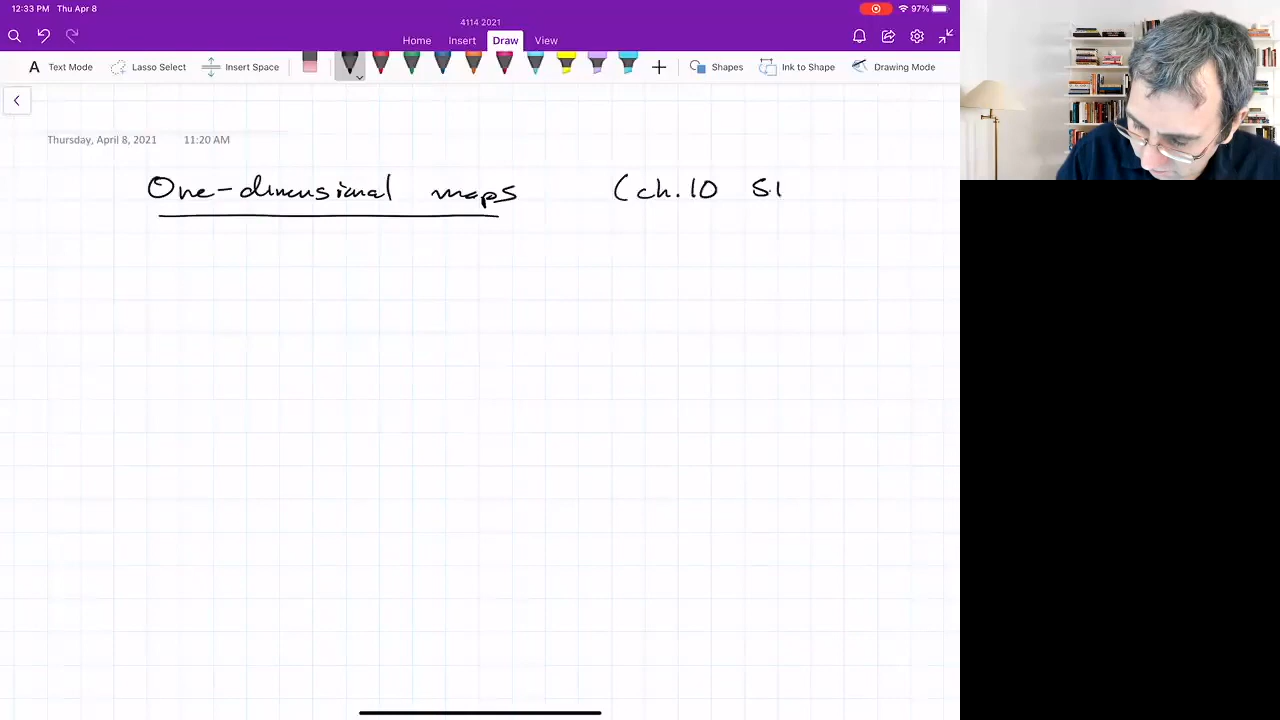 12:33 PM Thu Apr 8
97%
4114 2021
Home Insert Draw View
Text Mode Lasso Select Insert Space Shapes Ink to Shape Drawing Mode
Thursday, April 8, 2021 11:20 AM
One-dimensional maps (ch.10